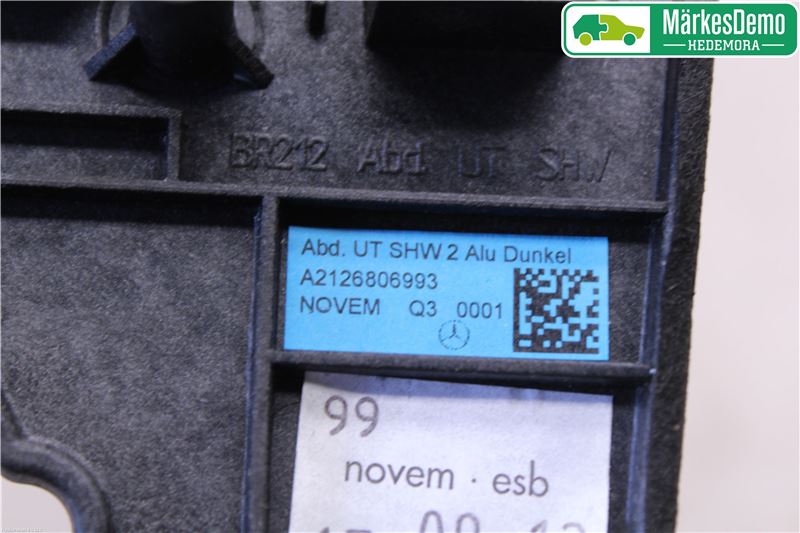 MärkesDemo
HEDEMORA
BR212 Abd. UT SHW
Abd. UT SHW 2 Alu Dunkel
A2126806993
NOVEM Q3 0001
99
novem · esb